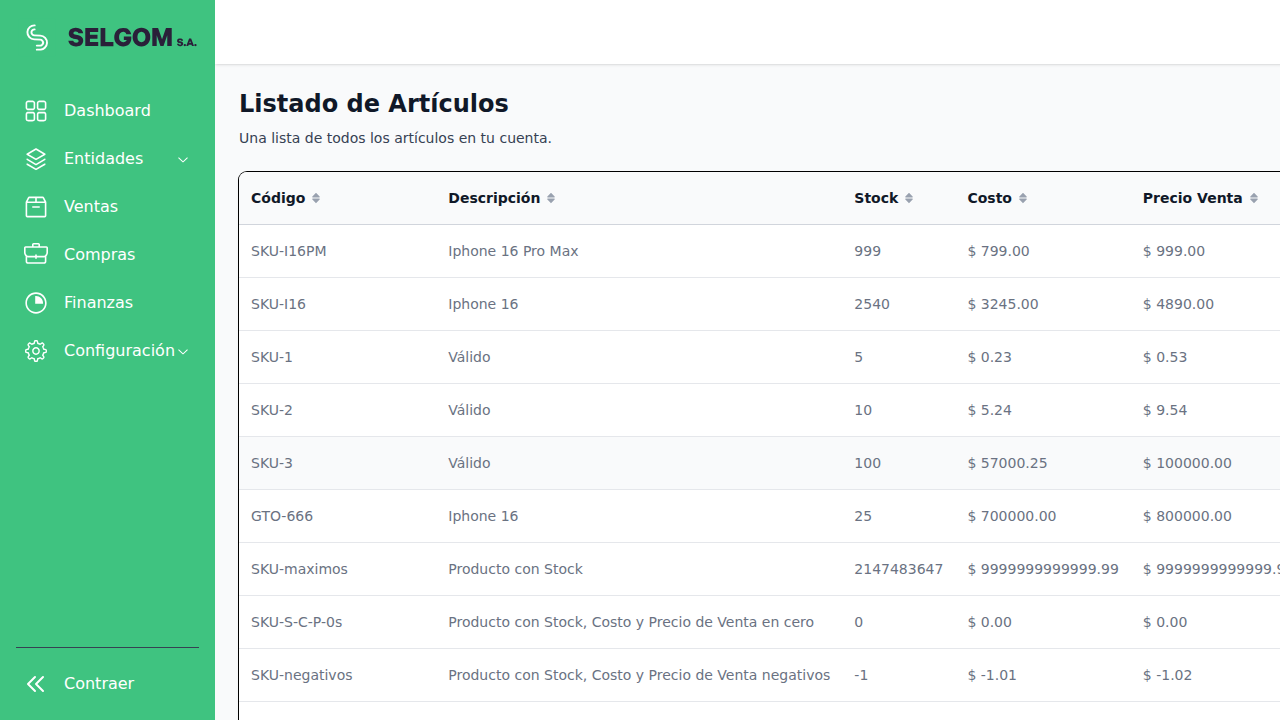 SELGOM S.A.
Dashboard
Entidades
Ventas
Compras
Finanzas
Configuración
Contraer
Listado de Artículos
Una lista de todos los artículos en tu cuenta.
Código Descripción Stock Costo Precio Venta
SKU-I16PM Iphone 16 Pro Max 999 $ 799.00 $ 999.00
SKU-I16 Iphone 16 2540 $ 3245.00 $ 4890.00
SKU-1 Válido 5 $ 0.23 $ 0.53
SKU-2 Válido 10 $ 5.24 $ 9.54
SKU-3 Válido 100 $ 57000.25 $ 100000.00
GTO-666 Iphone 16 25 $ 700000.00 $ 800000.00
SKU-maximos Producto con Stock 2147483647 $ 9999999999999.99 $ 9999999999999.9
SKU-S-C-P-0s Producto con Stock, Costo y Precio de Venta en cero 0 $ 0.00 $ 0.00
SKU-negativos Producto con Stock, Costo y Precio de Venta negativos -1 $ -1.01 $ -1.02